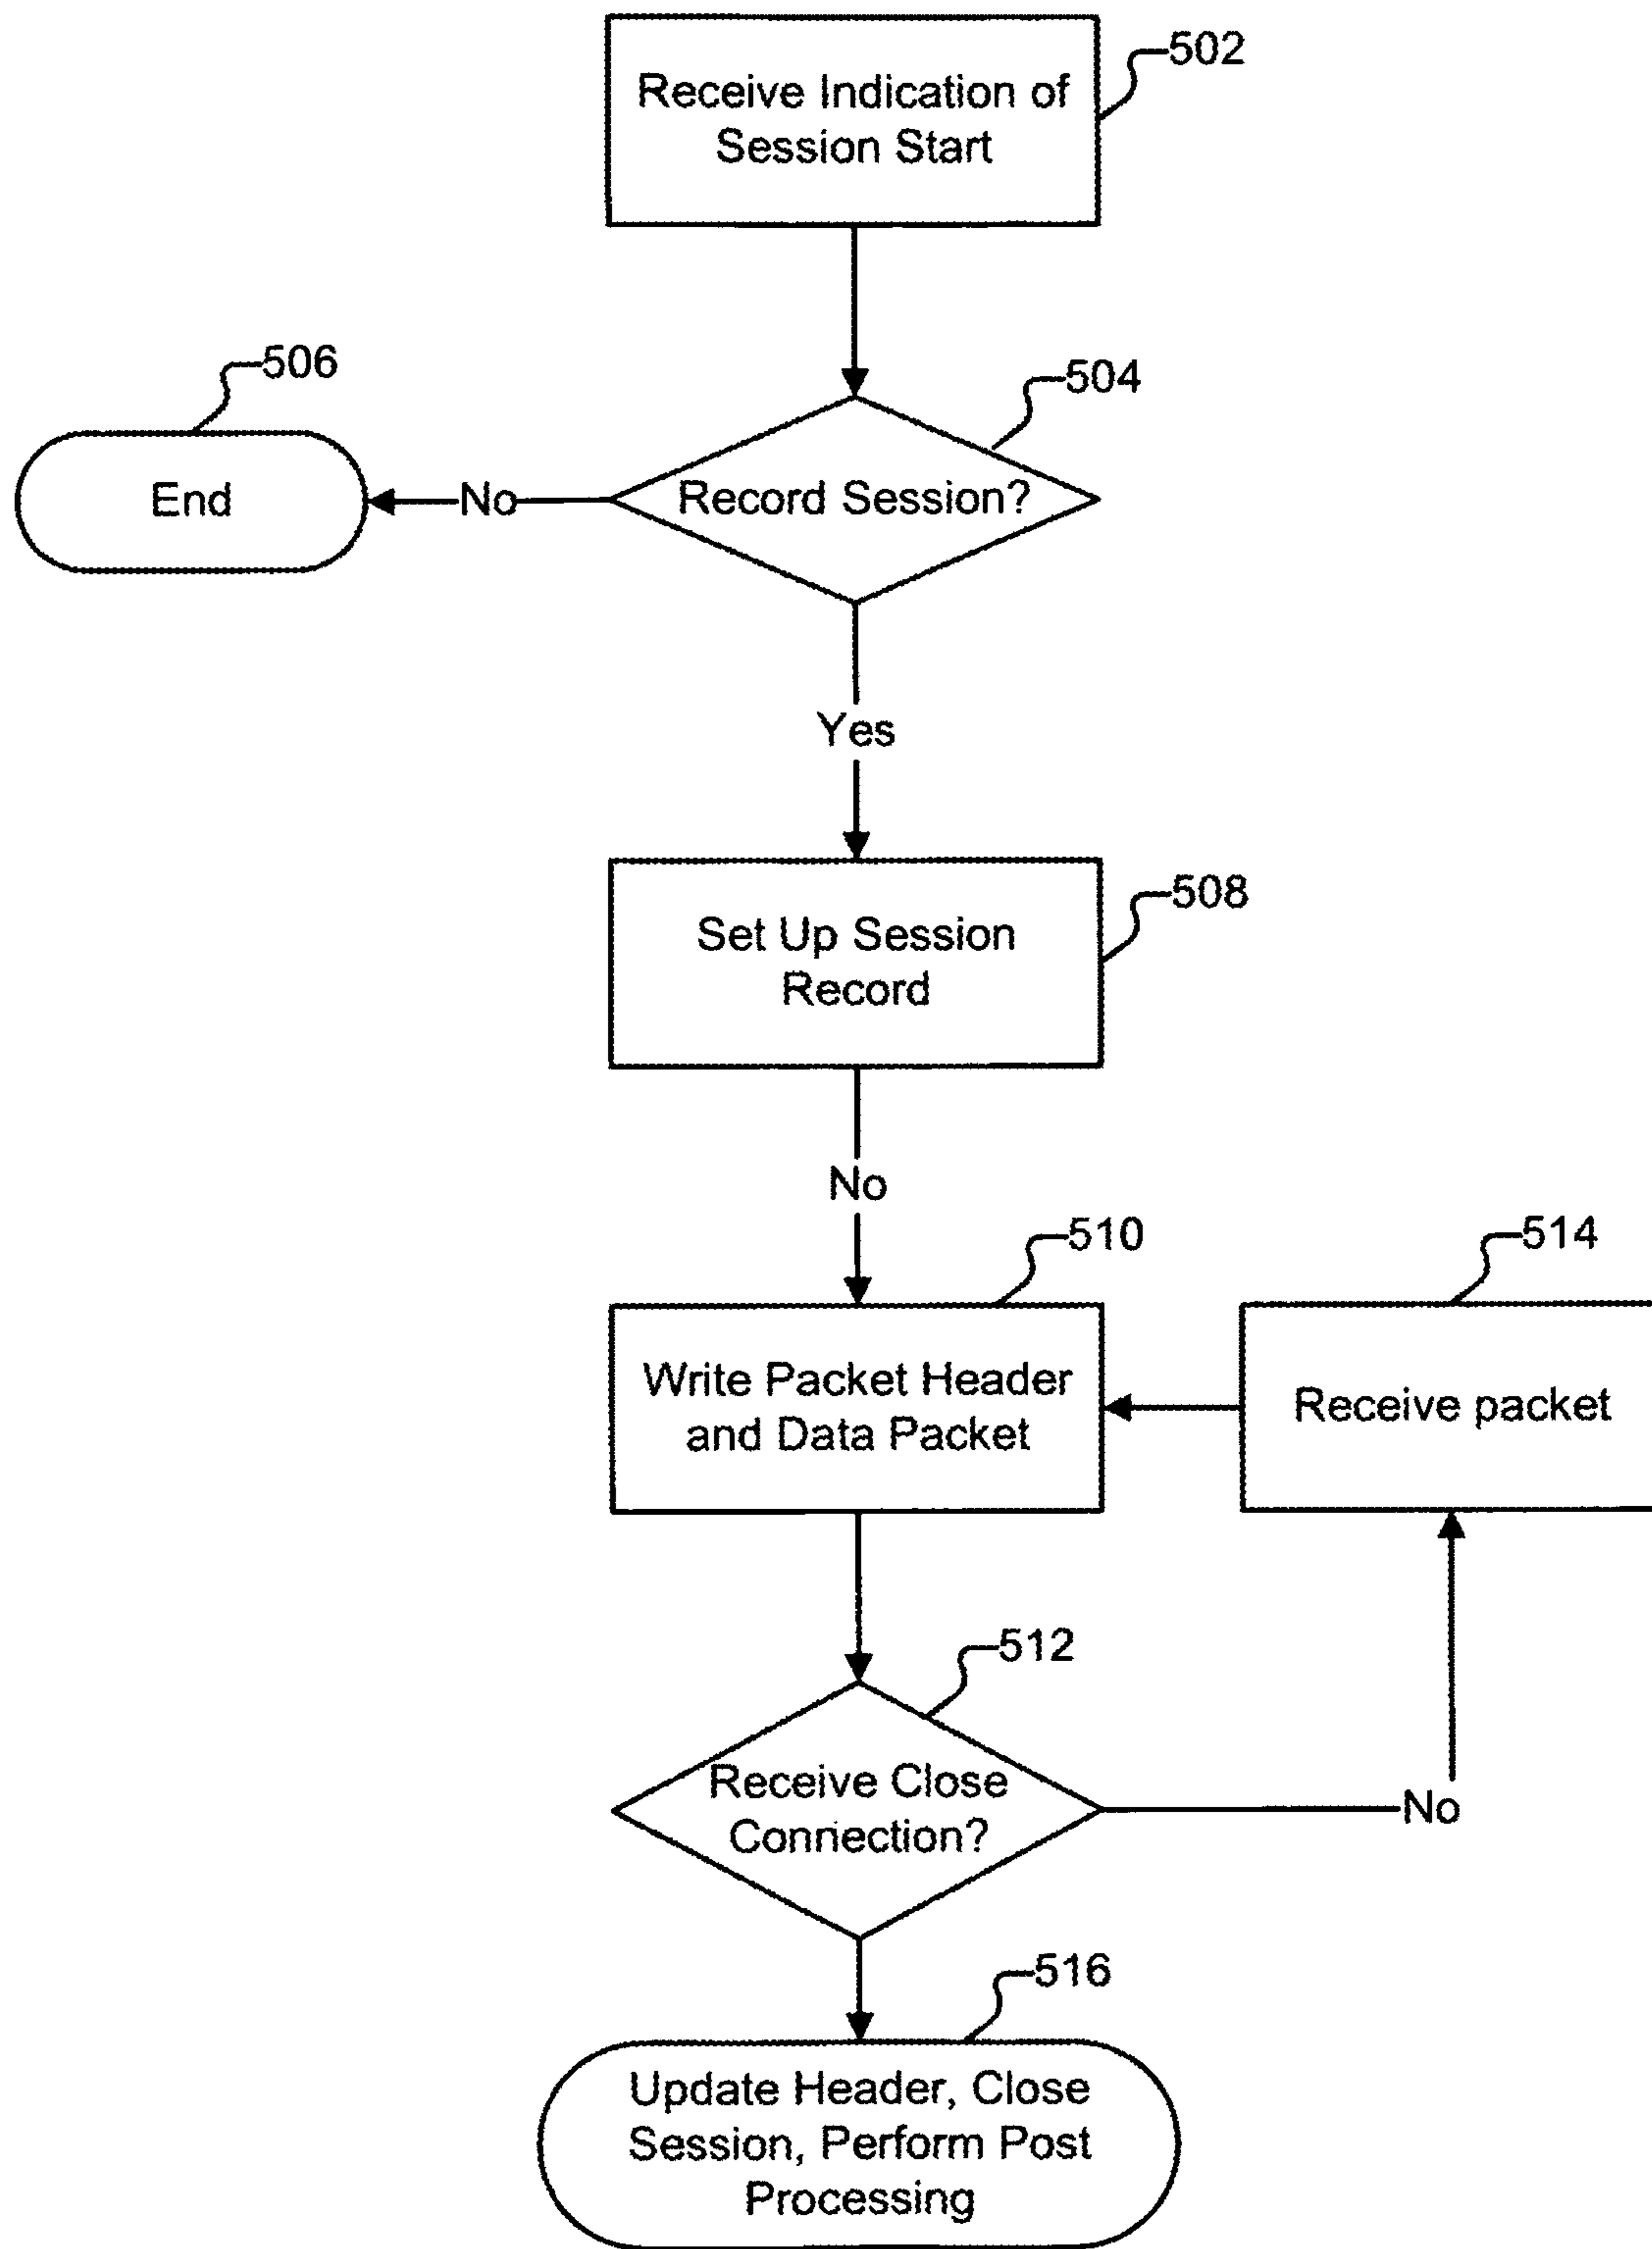 Receive Indication of
Session Start
502
506
504
End
No
Record Session?
Yes
508
Set Up Session
Record
No
510
514
Write Packet Header
and Data Packet
Receive packet
512
Receive Close
Connection?
No
516
Update Header, Close
Session, Perform Post
Processing